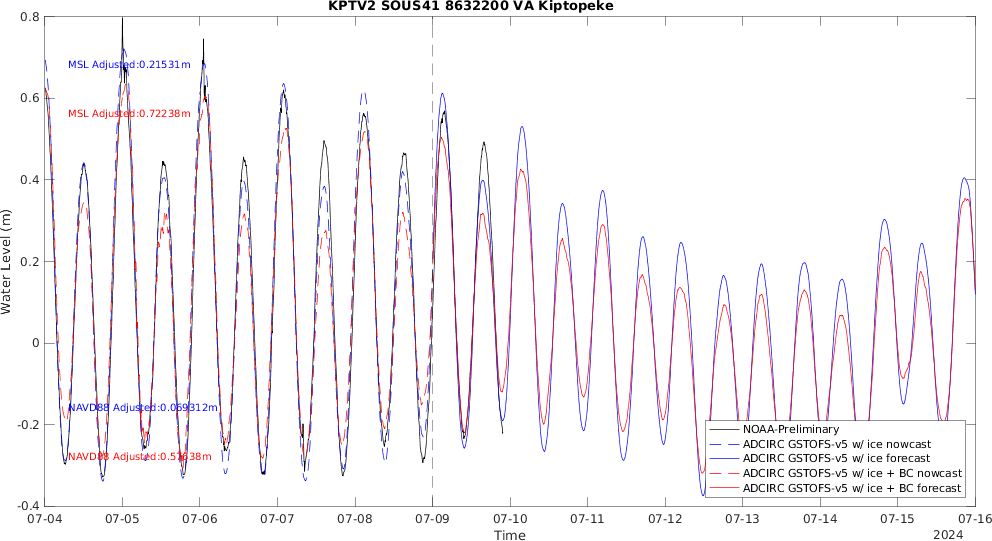 KPTV2 SOUS41 8632200 VA Kiptopeke
0.8
0.6
0.4
0.2
0
-0.2
-0.4
Water Level (m)
MSL Adjusted:0.21531m
MSL Adjusted:0.72238m
NAVD88 Adjusted:0.069312m
NAVD88 Adjusted:0.57638m
NOAA-Preliminary
ADCIRC GSTOFS-v5 w/ ice nowcast
ADCIRC GSTOFS-v5 w/ ice forecast
ADCIRC GSTOFS-v5 w/ ice + BC nowcast
ADCIRC GSTOFS-v5 w/ ice + BC forecast
07-04 07-05 07-06 07-07 07-08 07-09 07-10 07-11 07-12 07-13 07-14 07-15 07-16
Time
2024